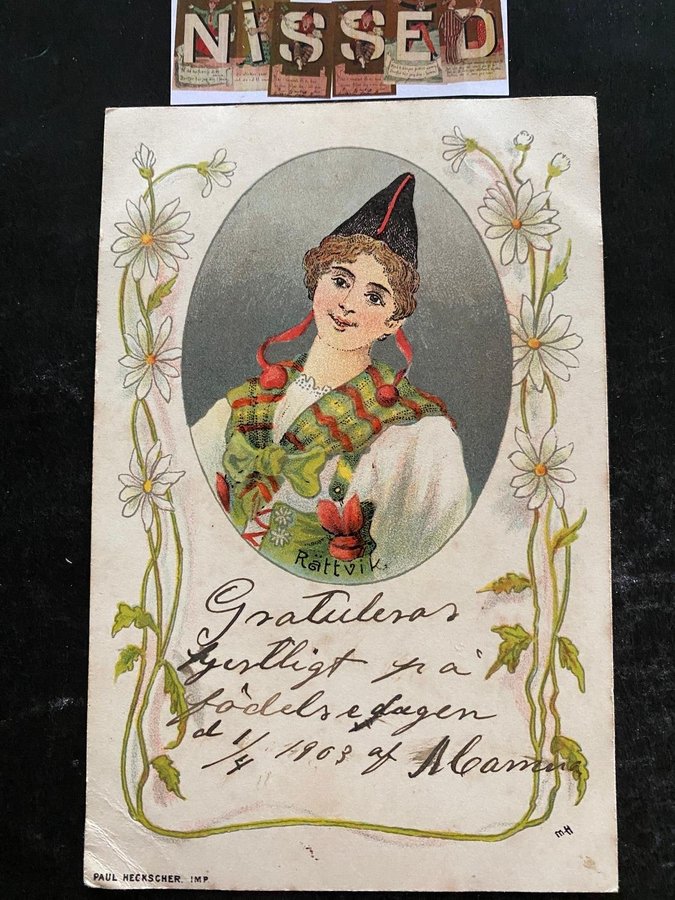 NiSSED
Rättvik.
Gratuleras
hjertligt på
födelsedagen
d 1/4 1903 af Mamma
M-H
PAUL HECKSCHER. IMP